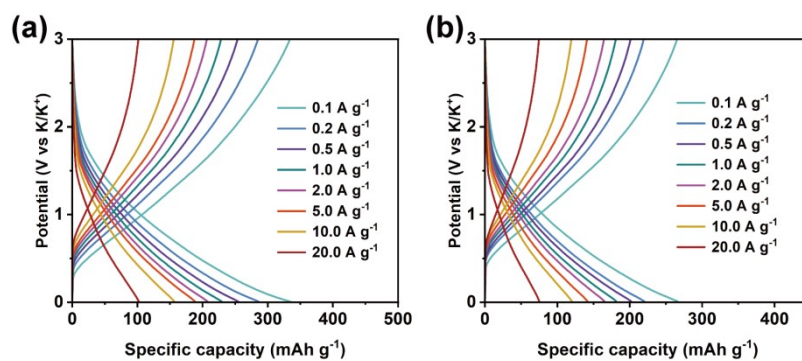 (a)
Potential (V vs K/K⁺)
3
2
1
0
0.1 A g⁻¹
0.2 A g⁻¹
0.5 A g⁻¹
1.0 A g⁻¹
2.0 A g⁻¹
5.0 A g⁻¹
10.0 A g⁻¹
20.0 A g⁻¹
0 100 200 300 400 500
Specific capacity (mAh g⁻¹)
(b)
Potential (V vs K/K⁺)
3
2
1
0
0.1 A g⁻¹
0.2 A g⁻¹
0.5 A g⁻¹
1.0 A g⁻¹
2.0 A g⁻¹
5.0 A g⁻¹
10.0 A g⁻¹
20.0 A g⁻¹
0 100 200 300 400
Specific capacity (mAh g⁻¹)